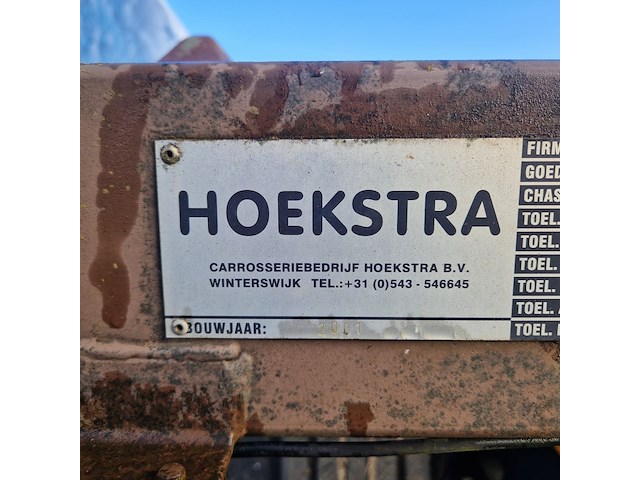 HOEKSTRA
CARROSSERIEBEDRIJF HOEKSTRA B.V.
WINTERSWIJK TEL.:+31 (0)543 - 546645
BOUWJAAR:
FIRM
GOED
CHAS
TOEL.
TOEL.
TOEL.
TOEL.
TOEL.
TOEL.